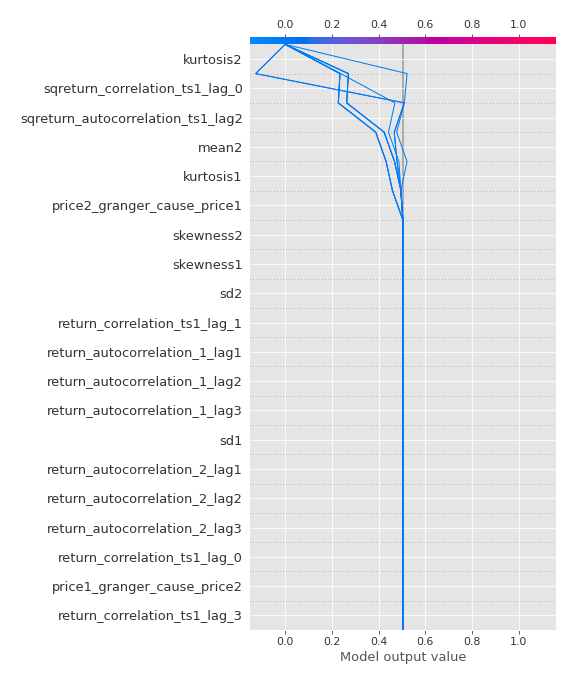 0.0 0.2 0.4 0.6 0.8 1.0
kurtosis2
sqreturn_correlation_ts1_lag_0
sqreturn_autocorrelation_ts1_lag2
mean2
kurtosis1
price2_granger_cause_price1
skewness2
skewness1
sd2
return_correlation_ts1_lag_1
return_autocorrelation_1_lag1
return_autocorrelation_1_lag2
return_autocorrelation_1_lag3
sd1
return_autocorrelation_2_lag1
return_autocorrelation_2_lag2
return_autocorrelation_2_lag3
return_correlation_ts1_lag_0
price1_granger_cause_price2
return_correlation_ts1_lag_3
0.0 0.2 0.4 0.6 0.8 1.0
Model output value